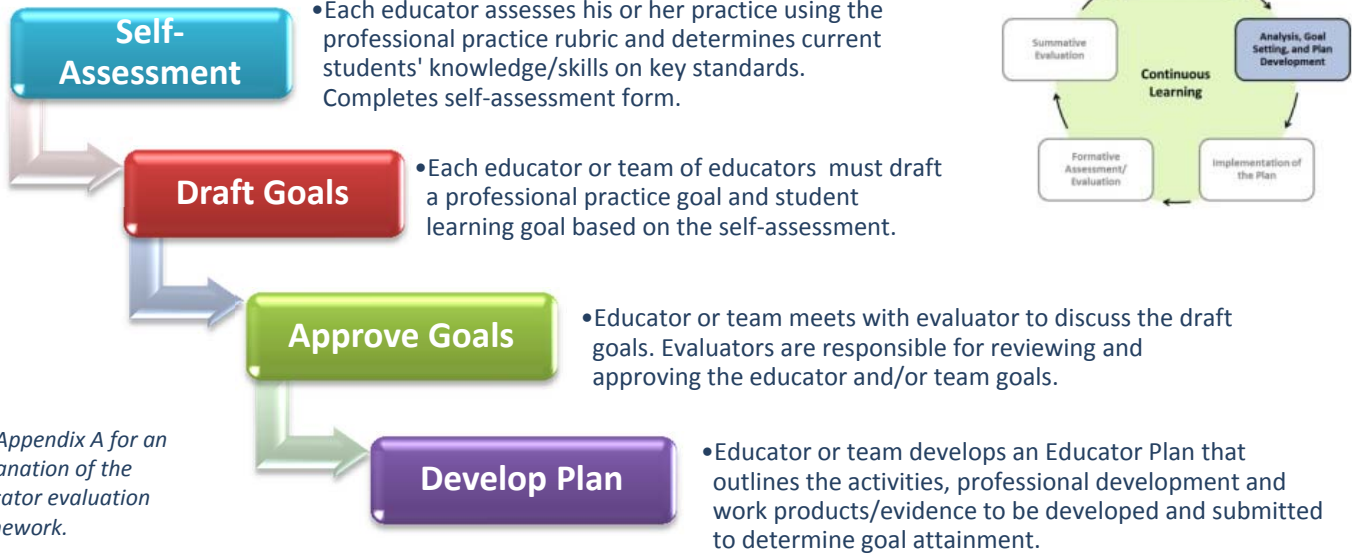 Self-
Assessment
•Each educator assesses his or her practice using the
professional practice rubric and determines current
students' knowledge/skills on key standards.
Completes self-assessment form.
Summative
Evaluation
Analysis, Goal
Setting, and Plan
Development
Continuous
Learning
Formative
Assessment/
Evaluation
Implementation of
the Plan
Draft Goals
•Each educator or team of educators must draft
a professional practice goal and student
learning goal based on the self-assessment.
Approve Goals
•Educator or team meets with evaluator to discuss the draft
goals. Evaluators are responsible for reviewing and
approving the educator and/or team goals.
Appendix A for an
of the
evaluation
Develop Plan
•Educator or team develops an Educator Plan that
outlines the activities, professional development and
work products/evidence to be developed and submitted
to determine goal attainment.